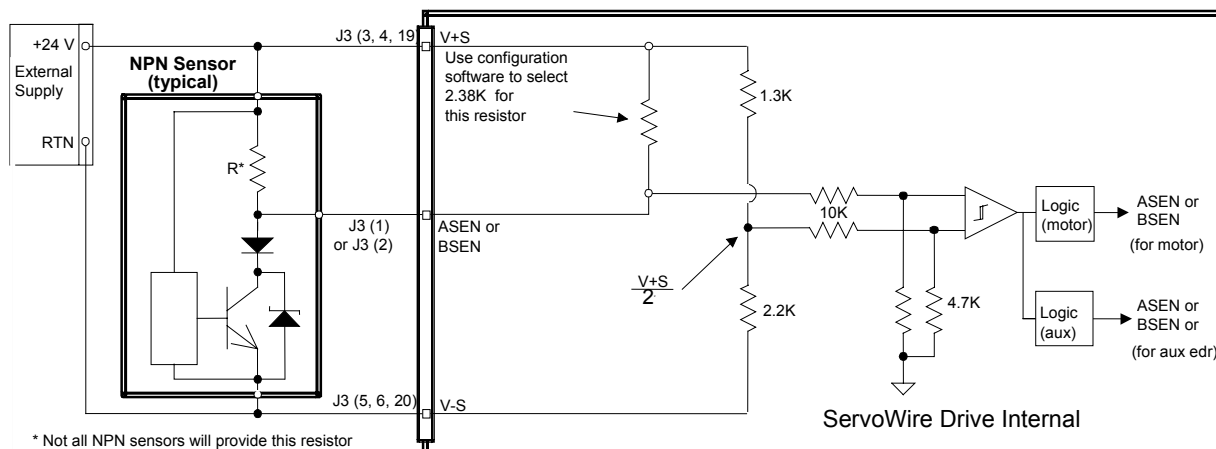 +24 V
External
Supply
RTN
NPN Sensor
(typical)
R*
J3 (3, 4, 19)
V+S
Use configuration
software to select
2.38K for
this resistor
1.3K
J3 (1)
or J3 (2)
ASEN or
BSEN
10K
V+S
2
2.2K
4.7K
Logic
(motor)
ASEN or
BSEN
(for motor)
Logic
(aux)
ASEN or
BSEN or
(for aux edr)
J3 (5, 6, 20)
V-S
ServoWire Drive Internal
* Not all NPN sensors will provide this resistor